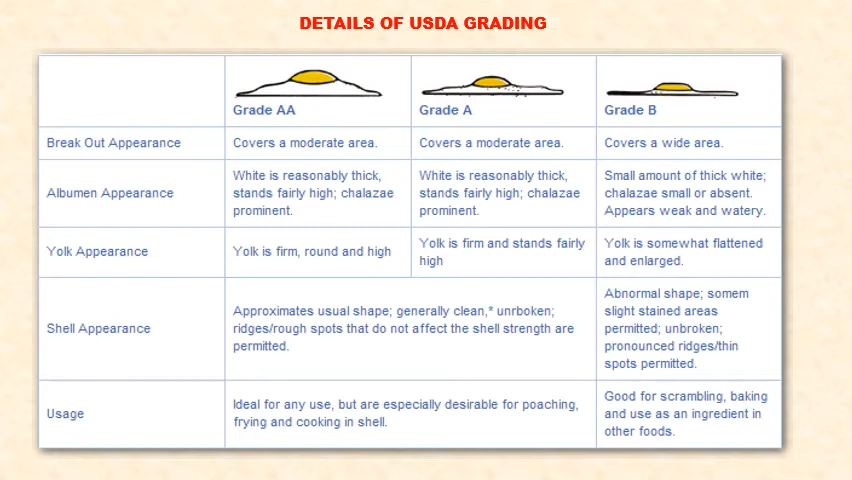 DETAILS OF USDA GRADING
Grade AA
Grade A
Grade B
Break Out Appearance
Covers a moderate area.
Covers a moderate area.
Covers a wide area.
Albumen Appearance
White is reasonably thick,
stands fairly high; chalazae
prominent.
White is reasonably thick,
stands fairly high; chalazae
prominent.
Small amount of thick white;
chalazae small or absent.
Appears weak and watery.
Yolk Appearance
Yolk is firm, round and high
Yolk is firm and stands fairly
high
Yolk is somewhat flattened
and enlarged.
Shell Appearance
Approximates usual shape; generally clean,* unrboken;
ridges/rough spots that do not affect the shell strength are
permitted.
Abnormal shape; somem
slight stained areas
permitted; unbroken;
pronounced ridges/thin
spots permitted.
Usage
Ideal for any use, but are especially desirable for poaching,
frying and cooking in shell.
Good for scrambling, baking
and use as an ingredient in
other foods.